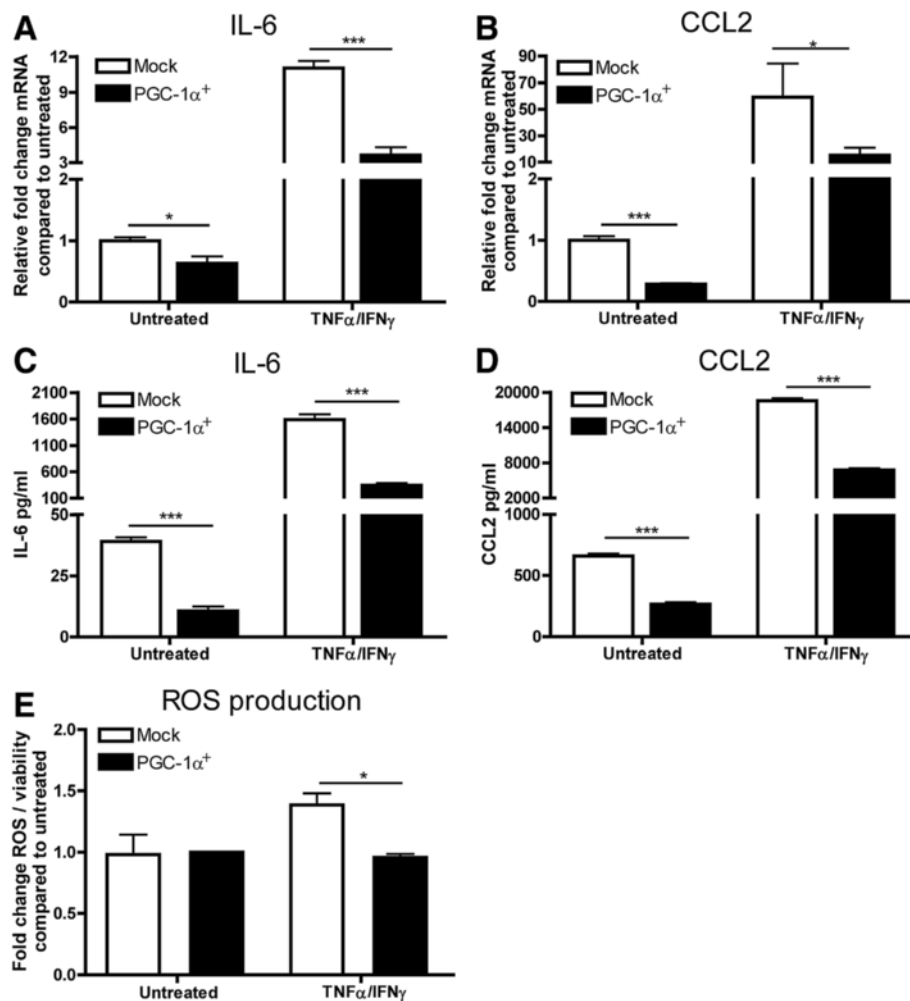 A
IL-6
Relative fold change mRNA
compared to untreated
12
9
6
3
2
1
0
Mock
PGC-1α⁺
*
***
Untreated
TNFα/IFNγ
B
CCL2
Relative fold change mRNA
compared to untreated
90
70
50
30
10
2
1
0
Mock
PGC-1α⁺
***
*
Untreated
TNFα/IFNγ
C
IL-6
IL-6 pg/ml
2100
1600
1100
600
100
50
25
0
Mock
PGC-1α⁺
***
***
Untreated
TNFα/IFNγ
D
CCL2
CCL2 pg/ml
20000
14000
8000
2000
1000
500
0
Mock
PGC-1α⁺
***
***
Untreated
TNFα/IFNγ
E
ROS production
Fold change ROS / viability
compared to untreated
2.0
1.5
1.0
0.5
0.0
Mock
PGC-1α⁺
*
Untreated
TNFα/IFNγ